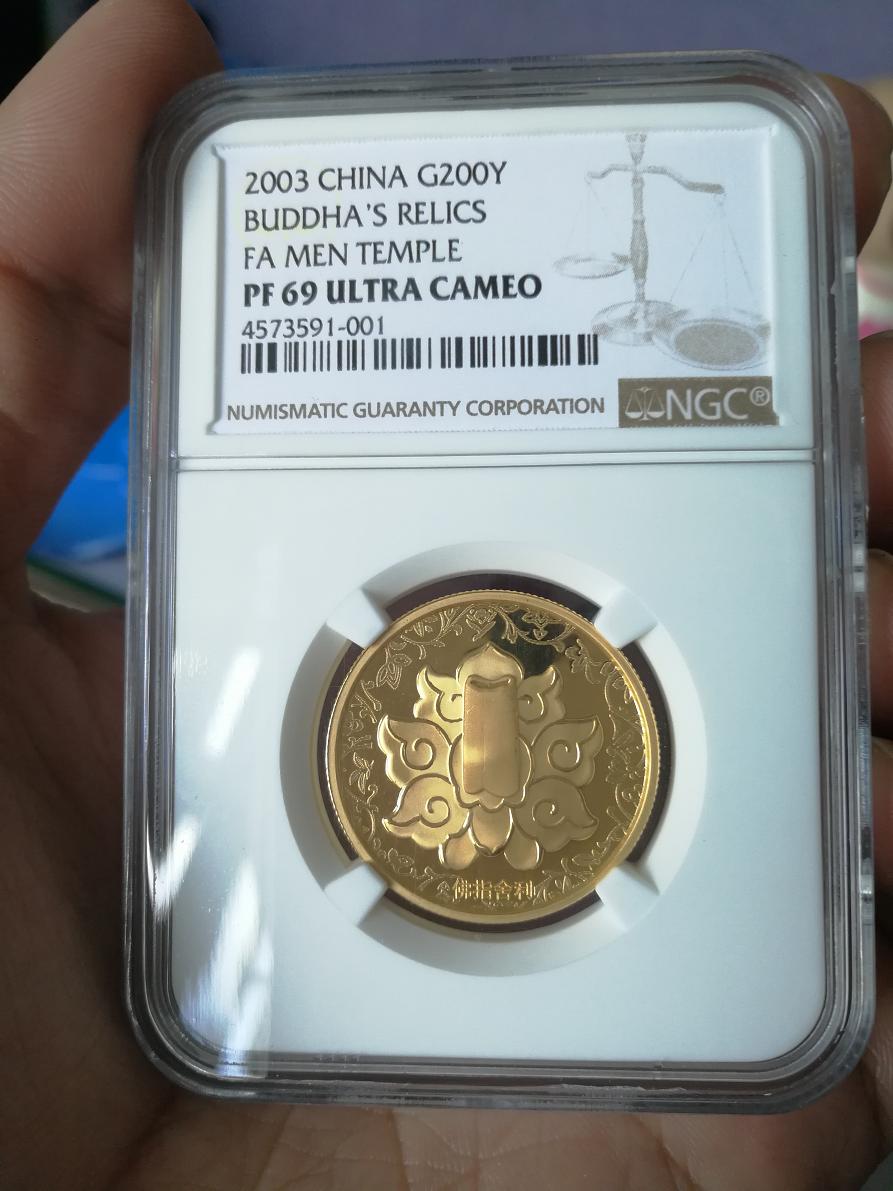 2003 CHINA G200Y
BUDDHA'S RELICS
FA MEN TEMPLE
PF 69 ULTRA CAMEO
4573591-001
NUMISMATIC GUARANTY CORPORATION
NGC®
佛指舍利